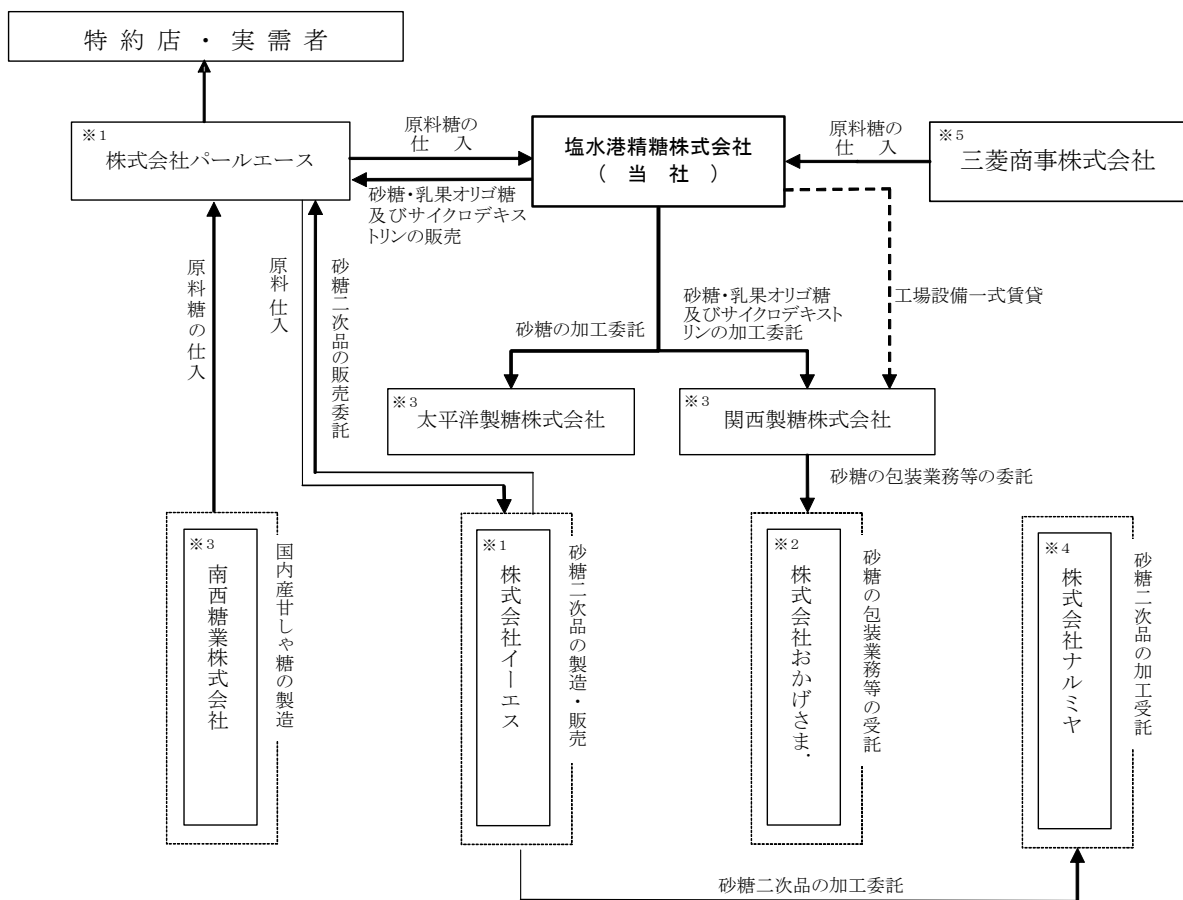 特約店・実需者
※1
株式会社パールエース
原料糖の
仕入
砂糖・乳果オリゴ糖
及びサイクロデキス
トリンの販売
塩水港精糖株式会社
(当社)
原料糖の
仕入
※5
三菱商事株式会社
原料糖の仕入
原料仕入
砂糖二次品の販売委託
砂糖の加工委託
砂糖・乳果オリゴ糖
及びサイクロデキスト
リンの加工委託
工場設備一式賃貸
※3
太平洋製糖株式会社
※3
関西製糖株式会社
砂糖の包装業務等の委託
※3
南西糖業株式会社
国内産甘しゃ糖の製造
※1
株式会社イーエス
砂糖二次品の製造・販売
※2
株式会社おかげさま.
砂糖の包装業務等の受託
※4
株式会社ナルミヤ
砂糖二次品の加工受託
砂糖二次品の加工委託